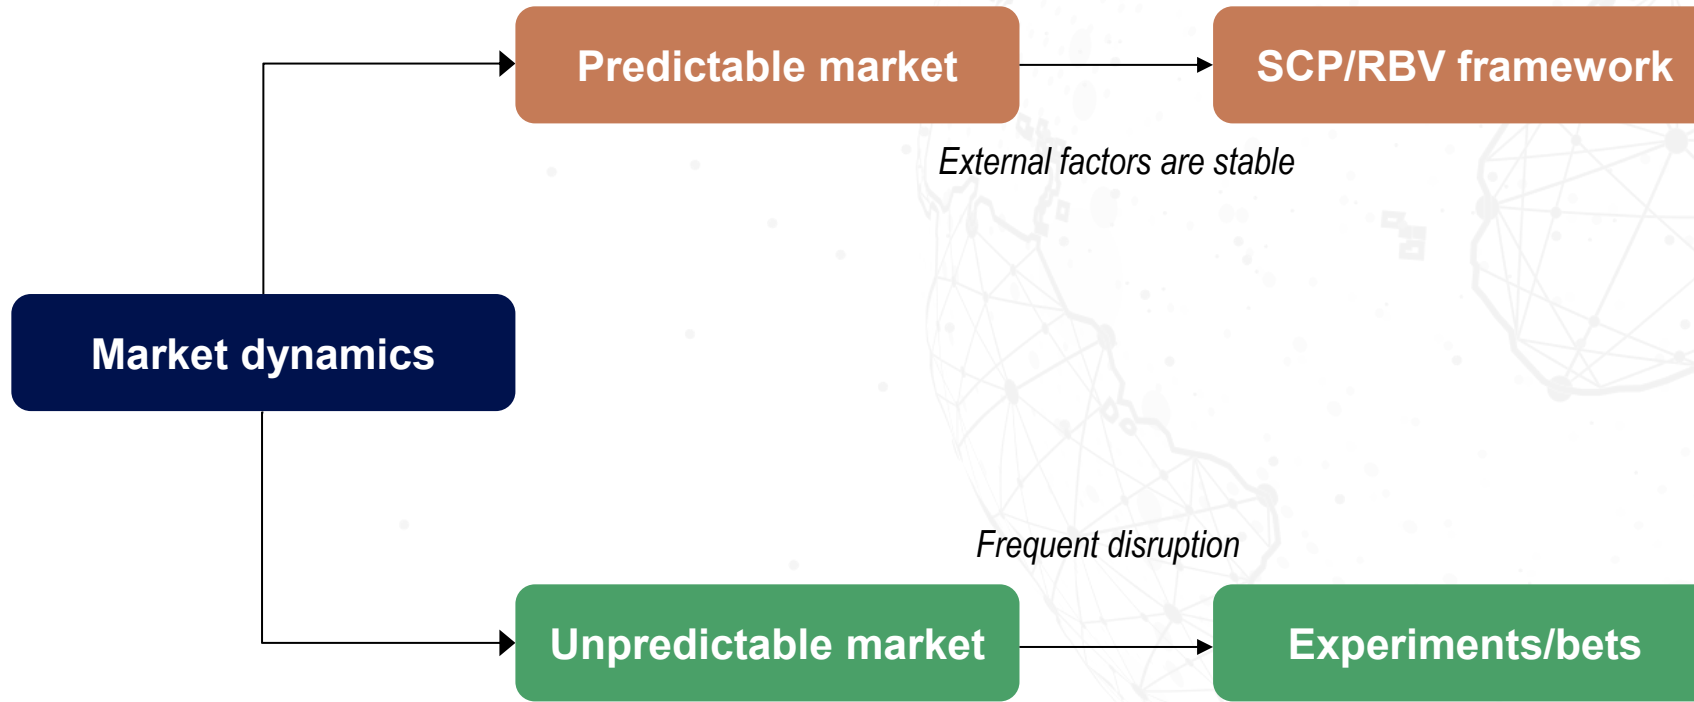 Predictable market
SCP/RBV framework
External factors are stable
Market dynamics
Frequent disruption
Unpredictable market
Experiments/bets